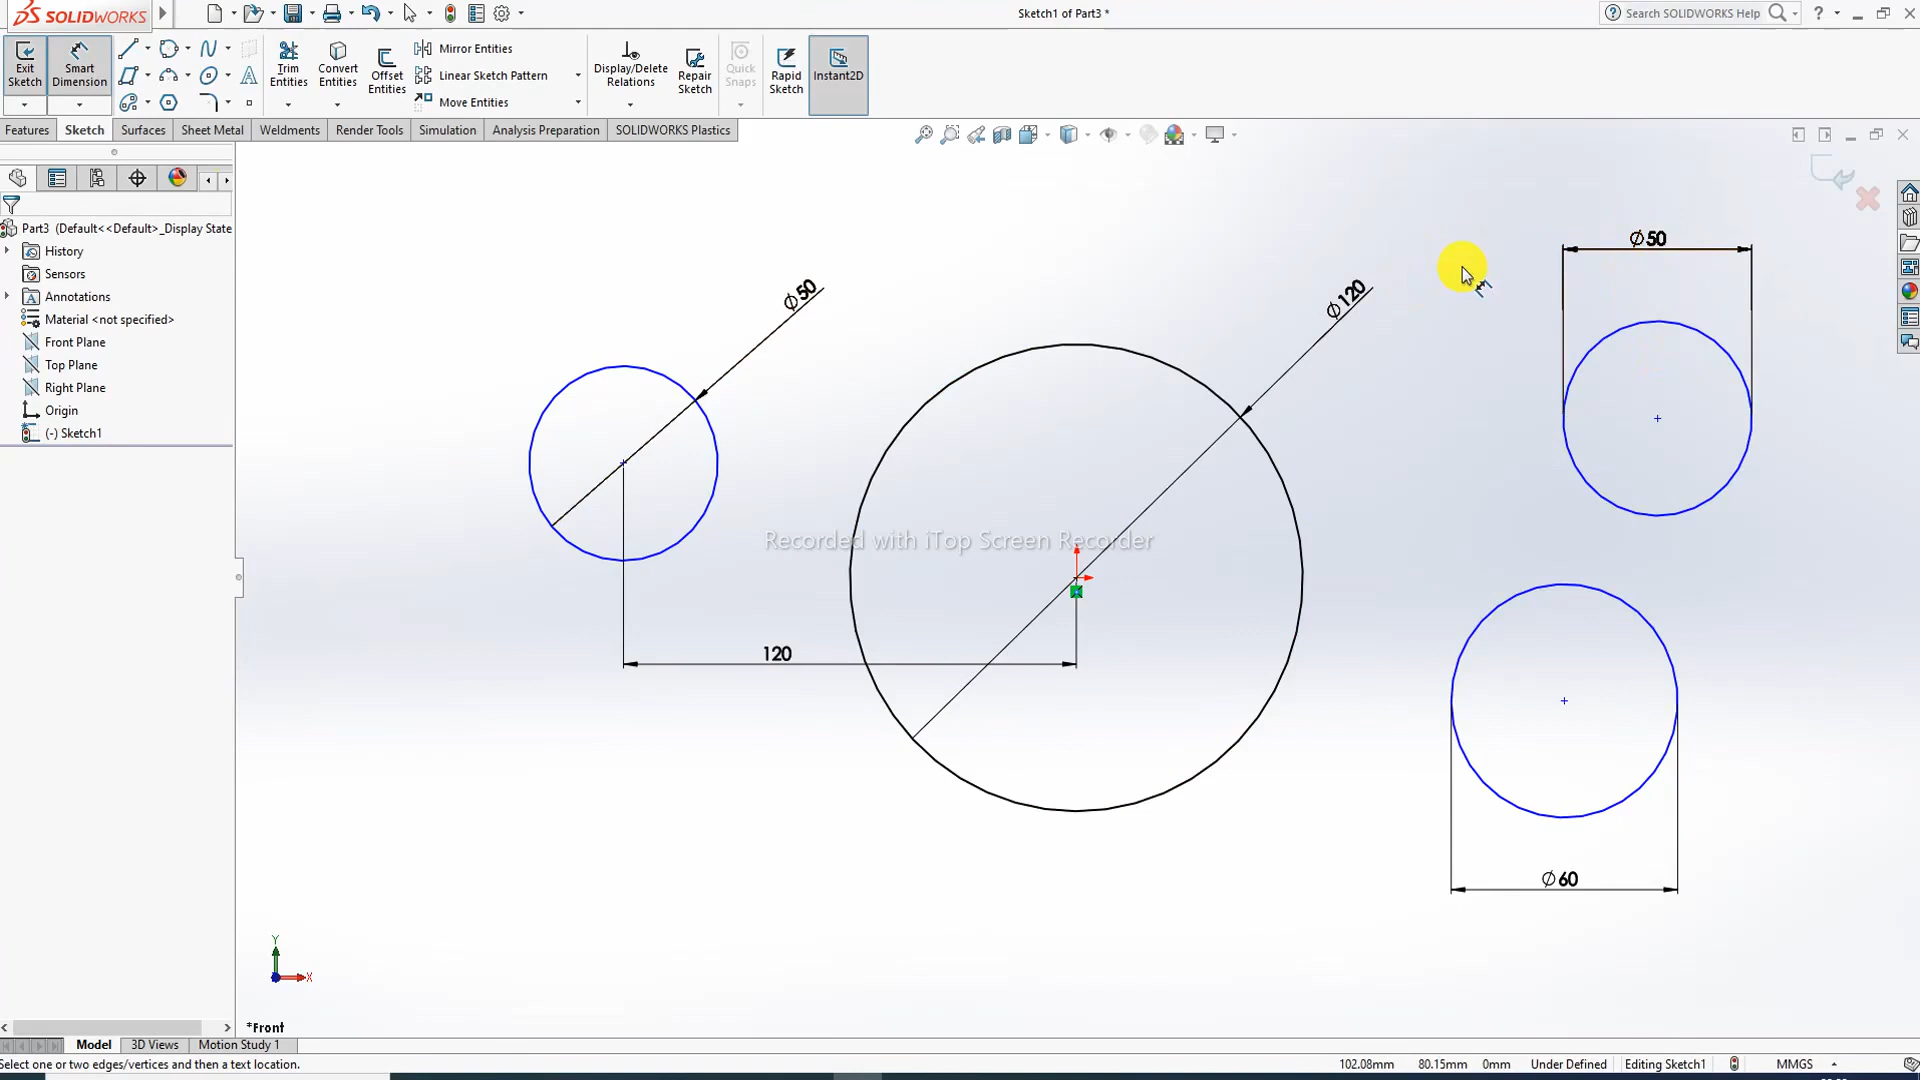 SOLIDWORKS
Sketch1 of Part3 *
Search SOLIDWORKS Help
Exit Sketch
Smart Dimension
Trim Entities
Convert Entities
Offset Entities
Mirror Entities
Linear Sketch Pattern
Move Entities
Display/Delete Relations
Repair Sketch
Quick Snaps
Rapid Sketch
Instant2D
Features Sketch Surfaces Sheet Metal Weldments Render Tools Simulation Analysis Preparation SOLIDWORKS Plastics
Part3 (Default<<Default>_Display State
History
Sensors
Annotations
Material <not specified>
Front Plane
Top Plane
Right Plane
Origin
(-) Sketch1
∅50
∅50
∅120
Recorded with iTop Screen Recorder
120
∅60
Y
X
*Front
Model 3D Views Motion Study 1
Select one or two edges/vertices and then a text location.
102.08mm 80.15mm 0mm Under Defined Editing Sketch1 MMGS